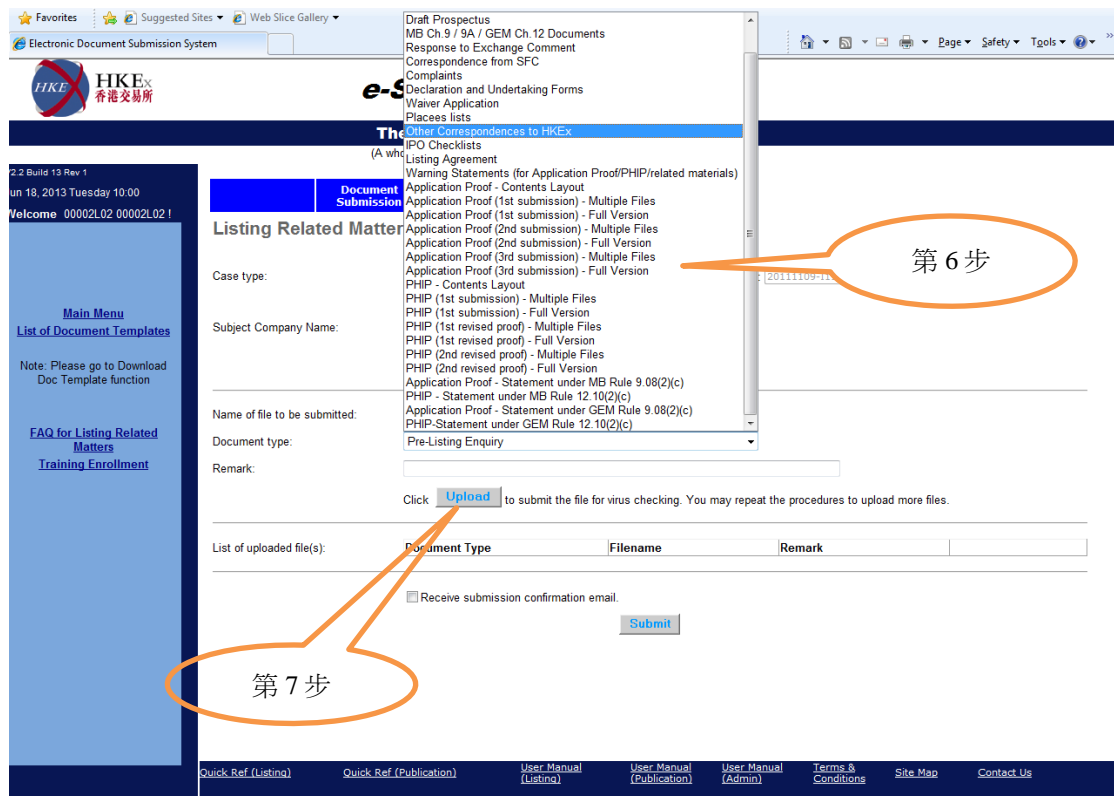 Favorites
Suggested Sites
Web Slice Gallery
Electronic Document Submission Sy
Page
Safety
Tools
»
HKEx
HKEx
香港交易所
e-S
The
(A who
V2.2 Build 13 Rev 1
un 18, 2013 Tuesday 10:00
Welcome 00002L02 00002L02 !
Document
Submission
Draft Prospectus
MB Ch.9 / 9A / GEM Ch.12 Documents
Response to Exchange Comment
Correspondence from SFC
Complaints
Declaration and Undertaking Forms
Waiver Application
Placees lists
Other Correspondences to HKEx
IPO Checklists
Listing Agreement
Warning Statements (for Application Proof/PHIP/related materials)
Application Proof - Contents Layout
Application Proof (1st submission) - Multiple Files
Application Proof (1st submission) - Full Version
Application Proof (2nd submission) - Multiple Files
Application Proof (2nd submission) - Full Version
Application Proof (3rd submission) - Multiple Files
Application Proof (3rd submission) - Full Version
PHIP - Contents Layout
PHIP (1st submission) - Multiple Files
PHIP (1st submission) - Full Version
PHIP (1st revised proof) - Multiple Files
PHIP (1st revised proof) - Full Version
PHIP (2nd revised proof) - Multiple Files
PHIP (2nd revised proof) - Full Version
Application Proof - Statement under MB Rule 9.08(2)(c)
PHIP - Statement under MB Rule 12.10(2)(c)
Application Proof - Statement under GEM Rule 9.08(2)(c)
PHIP-Statement under GEM Rule 12.10(2)(c)
Listing Related Matter
第 6 步
Case type:
Subject Company Name:
Main Menu
List of Document Templates
Note: Please go to Download
Doc Template function
FAQ for Listing Related
Matters
Training Enrollment
Name of file to be submitted:
Document type:
Pre-Listing Enquiry
Remark:
Click Upload to submit the file for virus checking. You may repeat the procedures to upload more files.
List of uploaded file(s):
Document Type
Filename
Remark
Receive submission confirmation email.
Submit
第 7 步
Quick Ref (Listing)
Quick Ref (Publication)
User Manual
(Listing)
User Manual
(Publication)
User Manual
(Admin)
Terms &
Conditions
Site Map
Contact Us